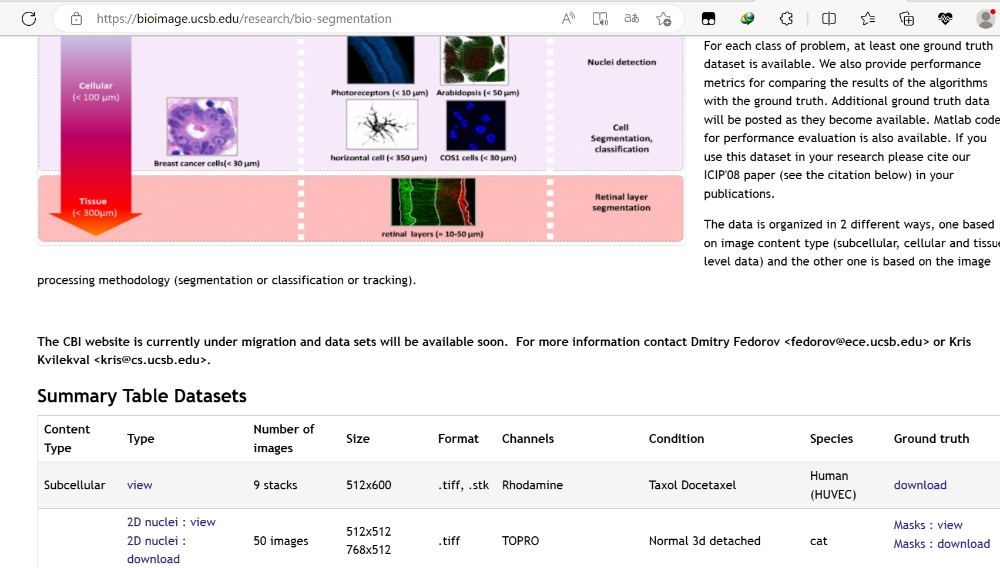 https://bioimage.ucsb.edu/research/bio-segmentation
Cellular
(< 100 μm)
Photoreceptors (< 10 μm)
Arabidopsis (< 50 μm)
Nuclei detection
Breast cancer cells(< 30 μm)
horizontal cell (< 350 μm)
COS1 cells (< 30 μm)
Cell
Segmentation,
classification
Tissue
(< 300μm)
retinal layers (≈ 10-50 μm)
Retinal layer
segmentation
For each class of problem, at least one ground truth
dataset is available. We also provide performance
metrics for comparing the results of the algorithms
with the ground truth. Additional ground truth data
will be posted as they become available. Matlab code
for performance evaluation is also available. If you
use this dataset in your research please cite our
ICIP'08 paper (see the citation below) in your
publications.
The data is organized in 2 different ways, one based
on image content type (subcellular, cellular and tissue
level data) and the other one is based on the image
processing methodology (segmentation or classification or tracking).
The CBI website is currently under migration and data sets will be available soon.  For more information contact Dmitry Fedorov <fedorov@ece.ucsb.edu> or Kris
Kvilekval <kris@cs.ucsb.edu>.
Summary Table Datasets
Content
Type
Type
Number of
images
Size
Format
Channels
Condition
Species
Ground truth
Subcellular
view
9 stacks
512x600
.tiff, .stk
Rhodamine
Taxol Docetaxel
Human
(HUVEC)
download
2D nuclei : view
2D nuclei :
download
50 images
512x512
768x512
.tiff
TOPRO
Normal 3d detached
cat
Masks : view
Masks : download